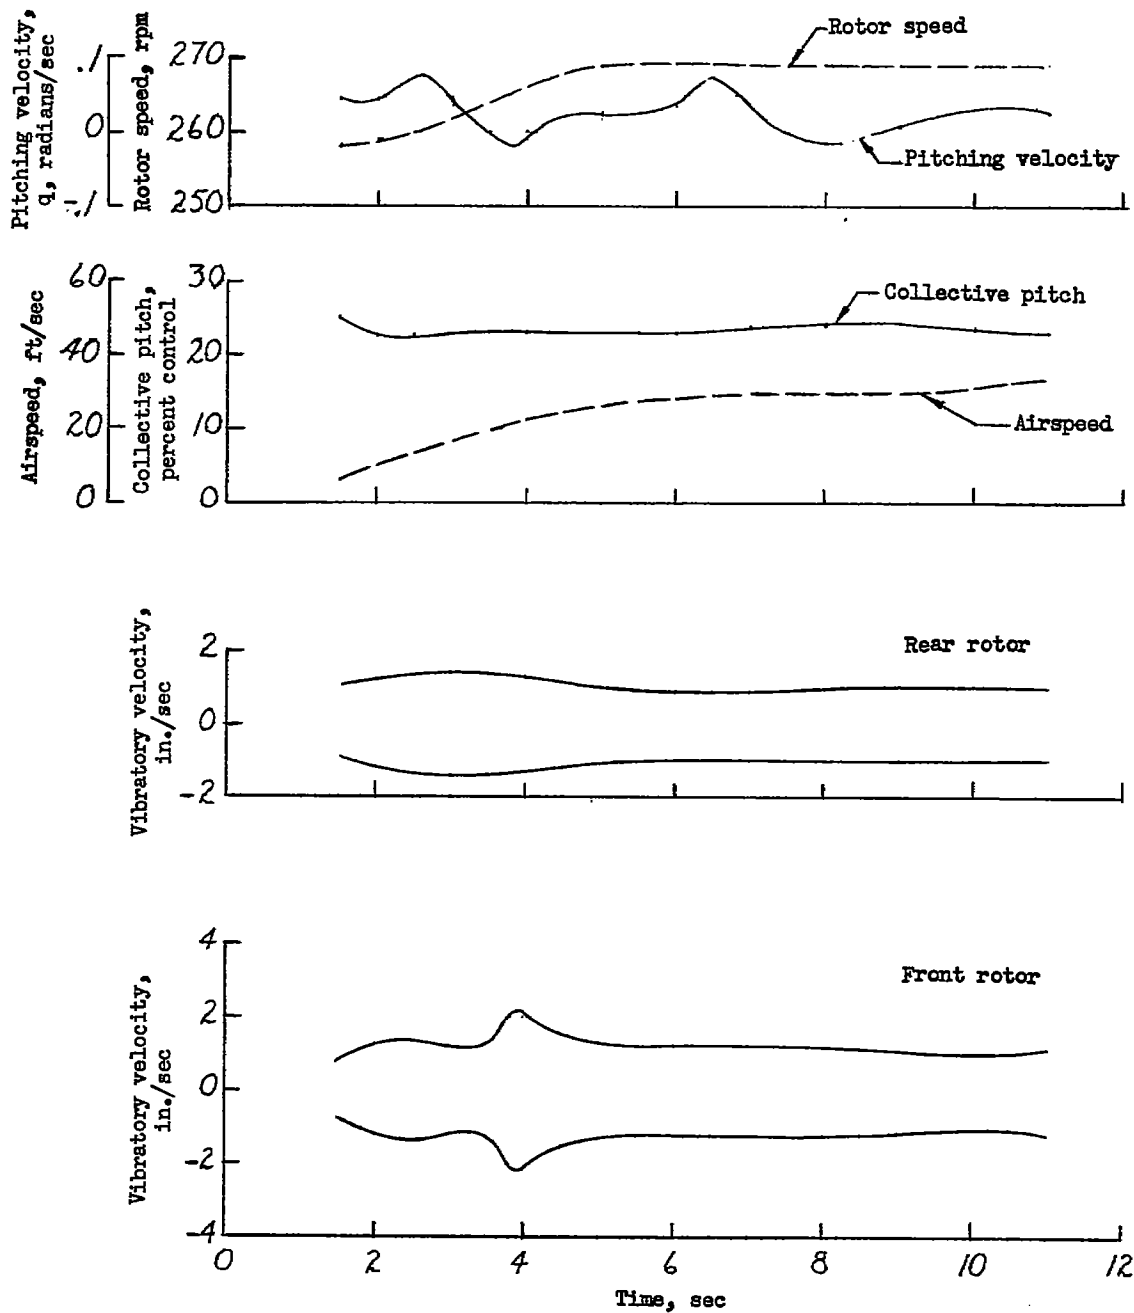 Pitching velocity,
q, radians/sec
.1
0
-.1
Rotor speed, rpm
270
260
250
Rotor speed
Pitching velocity
Airspeed, ft/sec
60
40
20
0
Collective pitch,
percent control
30
20
10
0
Collective pitch
Airspeed
Vibratory velocity,
in./sec
2
0
-2
Rear rotor
Vibratory velocity,
in./sec
4
2
0
-2
-4
Front rotor
0 2 4 6 8 10 12
Time, sec